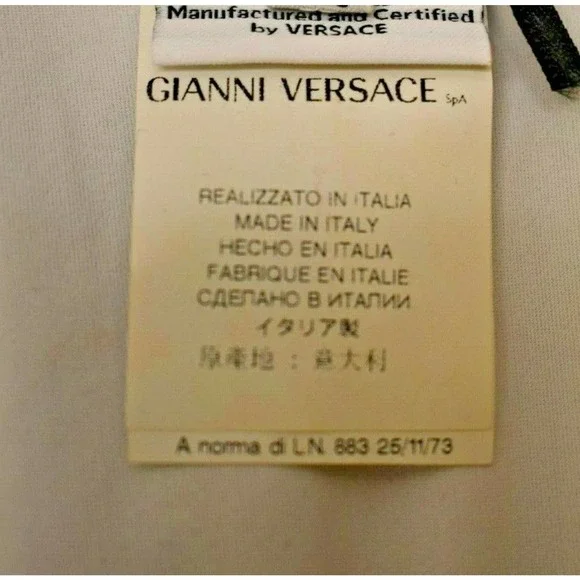 Manufactured and Certified
by VERSACE
GIANNI VERSACE SpA
REALIZZATO IN ITALIA
MADE IN ITALY
HECHO EN ITALIA
FABRIQUE EN ITALIE
СДЕЛАНО В ИТАЛИИ
イタリア製
原產地 : 意大利
A norma di L.N. 883 25/11/73